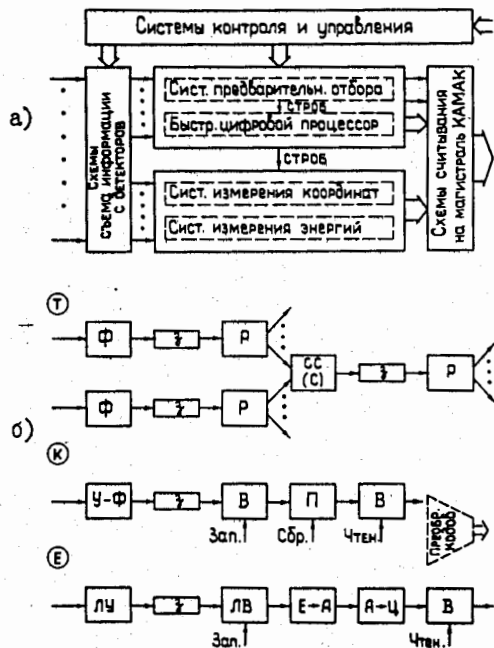 Системы контроля и управления
а)
Схемы
съема информации
с детекторов
Сист. предварительн. отбора
СТРОБ
Быстр. цифровой процессор
СТРОБ
Сист. измерения координат
Сист. измерения энергий
Схемы считывания
на магистраль КАМАК
Т
Ф
Р
СС
(С)
Р
Ф
Р
б)
К
У-Ф
В
П
В
Преобр.
кодов
Зап.
Сбр.
Чтен.
Е
ЛУ
ЛВ
Е→А
А→Ц
В
Зап.
Чтен.